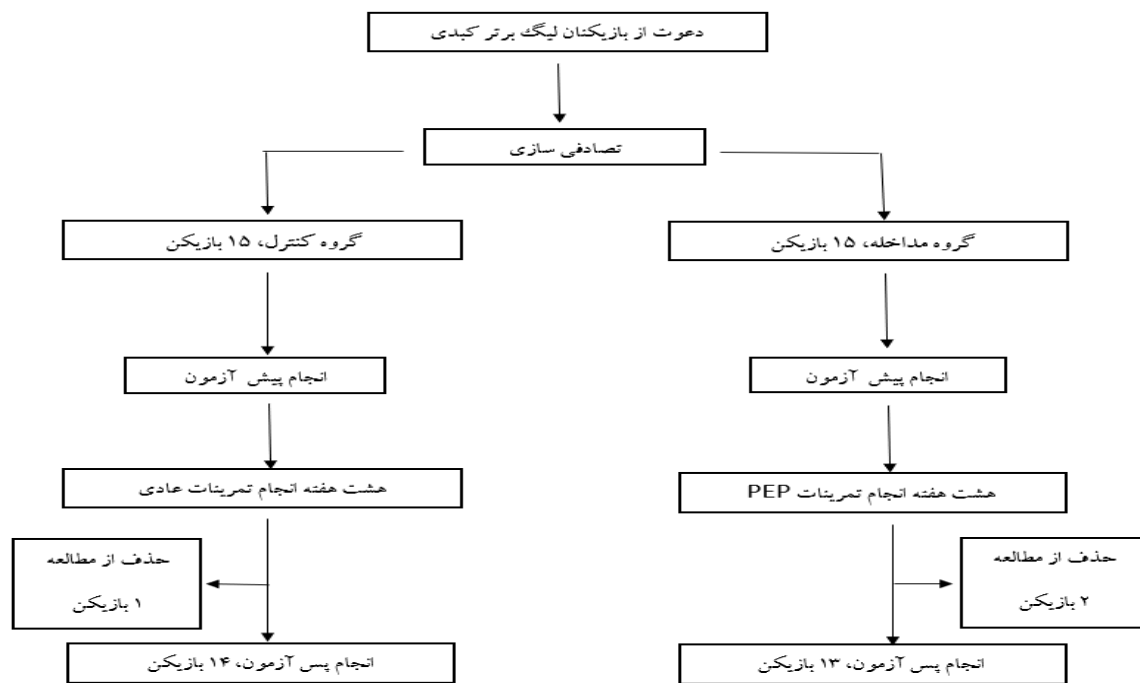 دعوت از بازیکنان لیگ برتر کبدی
تصادفی سازی
گروه مداخله، ۱۵ بازیکن
گروه کنترل، ۱۵ بازیکن
انجام پیش آزمون
انجام پیش آزمون
هشت هفته انجام تمرینات PEP
هشت هفته انجام تمرینات عادی
حذف از مطالعه
۲ بازیکن
حذف از مطالعه
۱ بازیکن
انجام پس آزمون، ۱۳ بازیکن
انجام پس آزمون، ۱۴ بازیکن